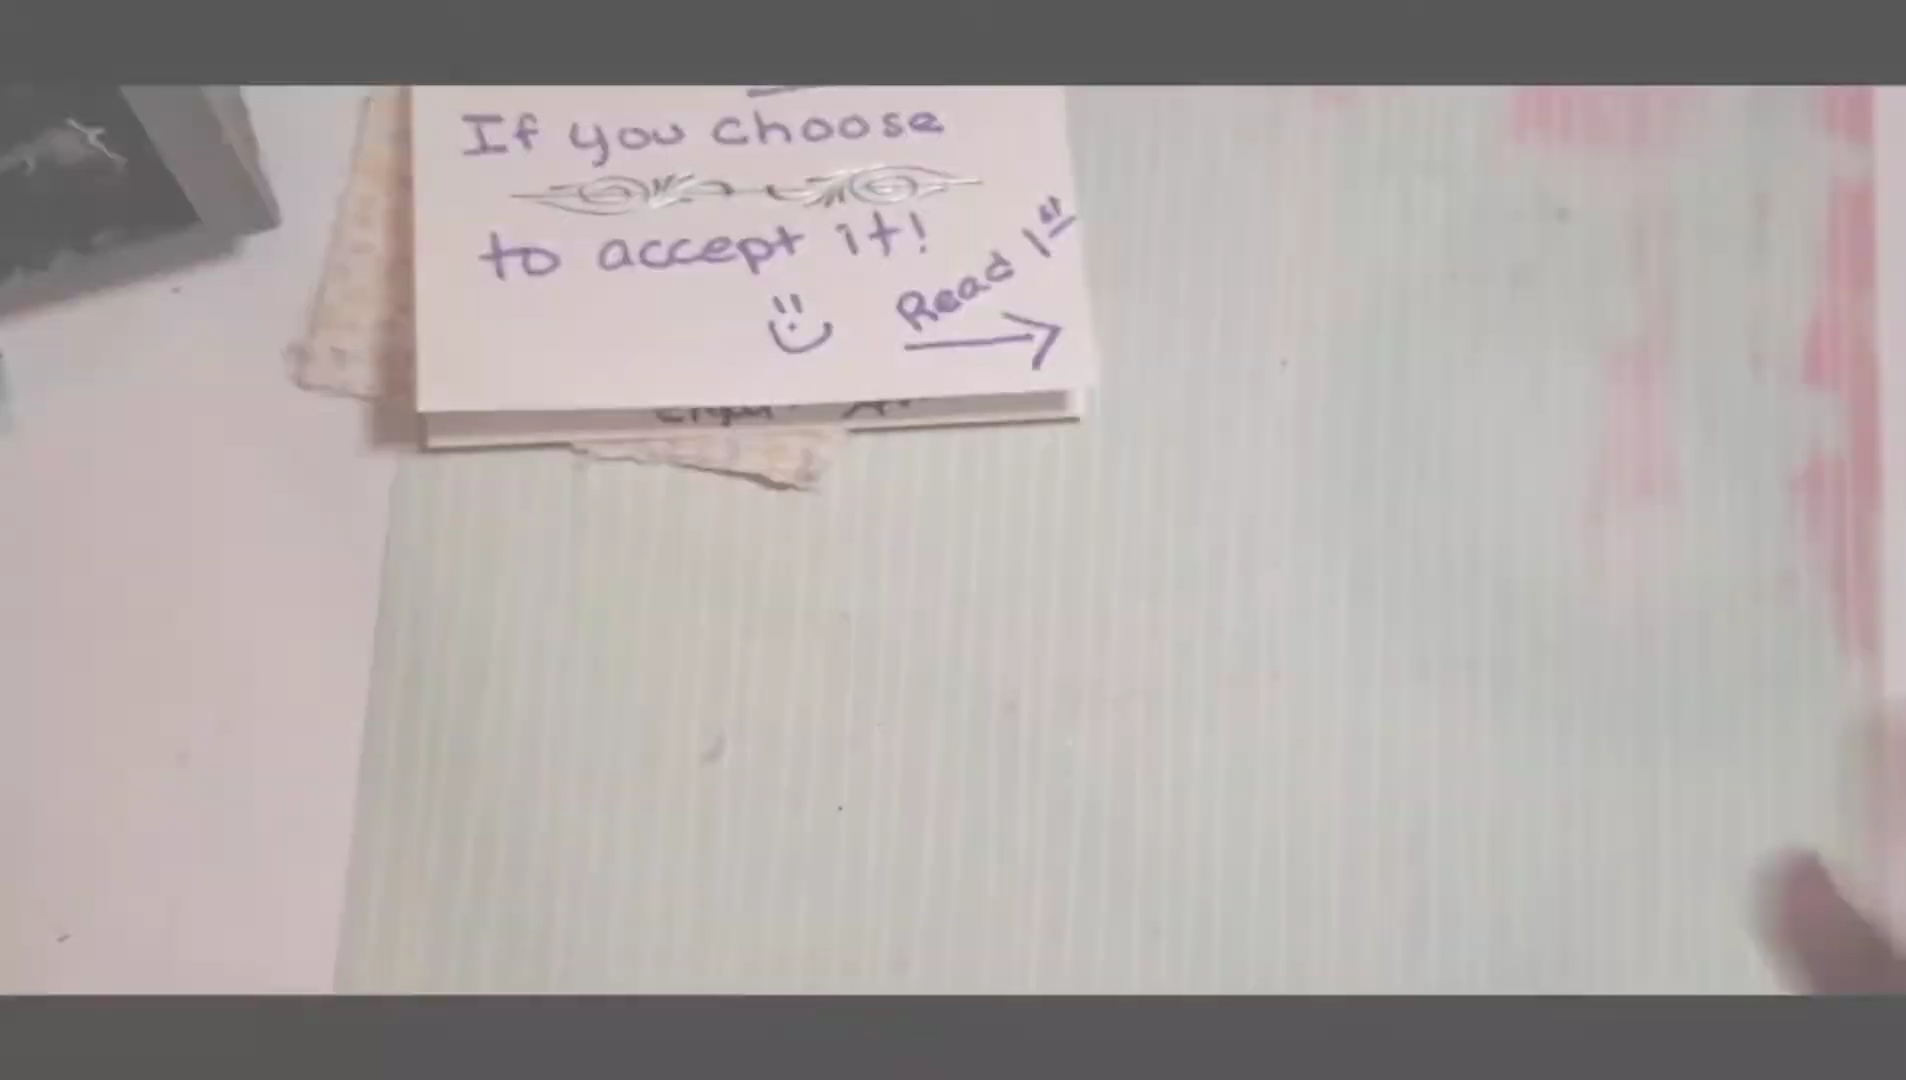 If you choose
to accept it!
Read 1st